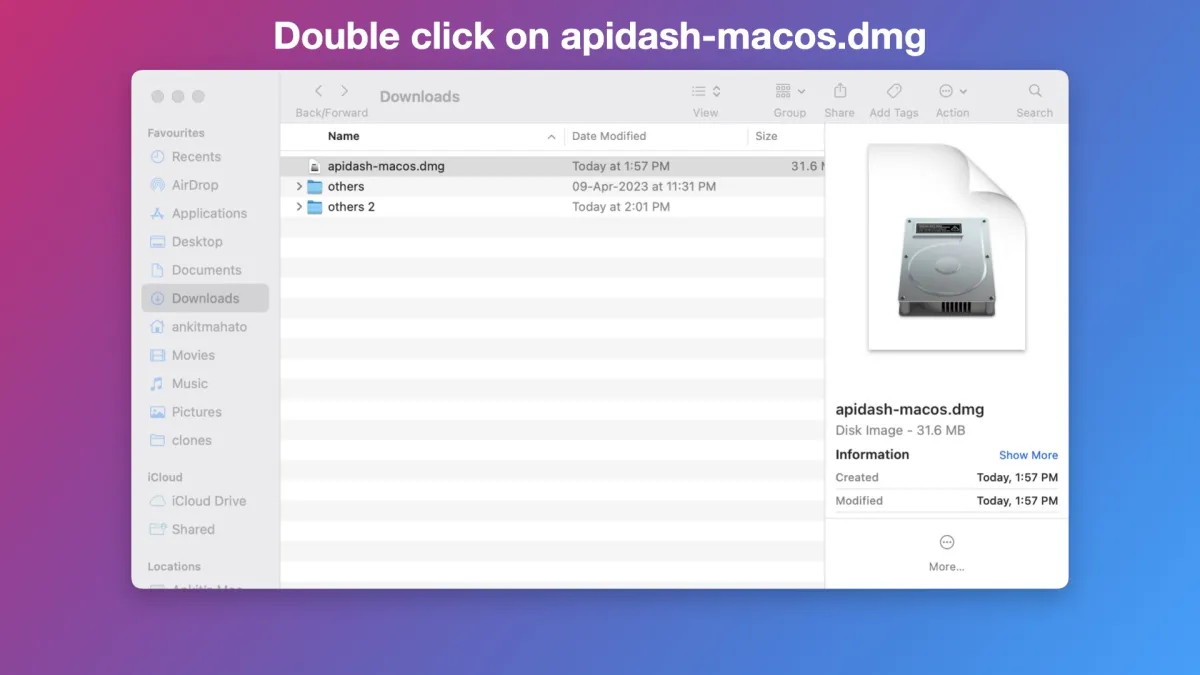 Double click on apidash-macos.dmg
Back/Forward
Downloads
View
Group
Share
Add Tags
Action
Search
Favourites
Recents
AirDrop
Applications
Desktop
Documents
Downloads
ankitmahato
Movies
Music
Pictures
clones
iCloud
iCloud Drive
Shared
Locations
Name Date Modified Size
apidash-macos.dmg Today at 1:57 PM 31.6
others 09-Apr-2023 at 11:31 PM
others 2 Today at 2:01 PM
apidash-macos.dmg
Disk Image - 31.6 MB
Information Show More
Created Today, 1:57 PM
Modified Today, 1:57 PM
More...